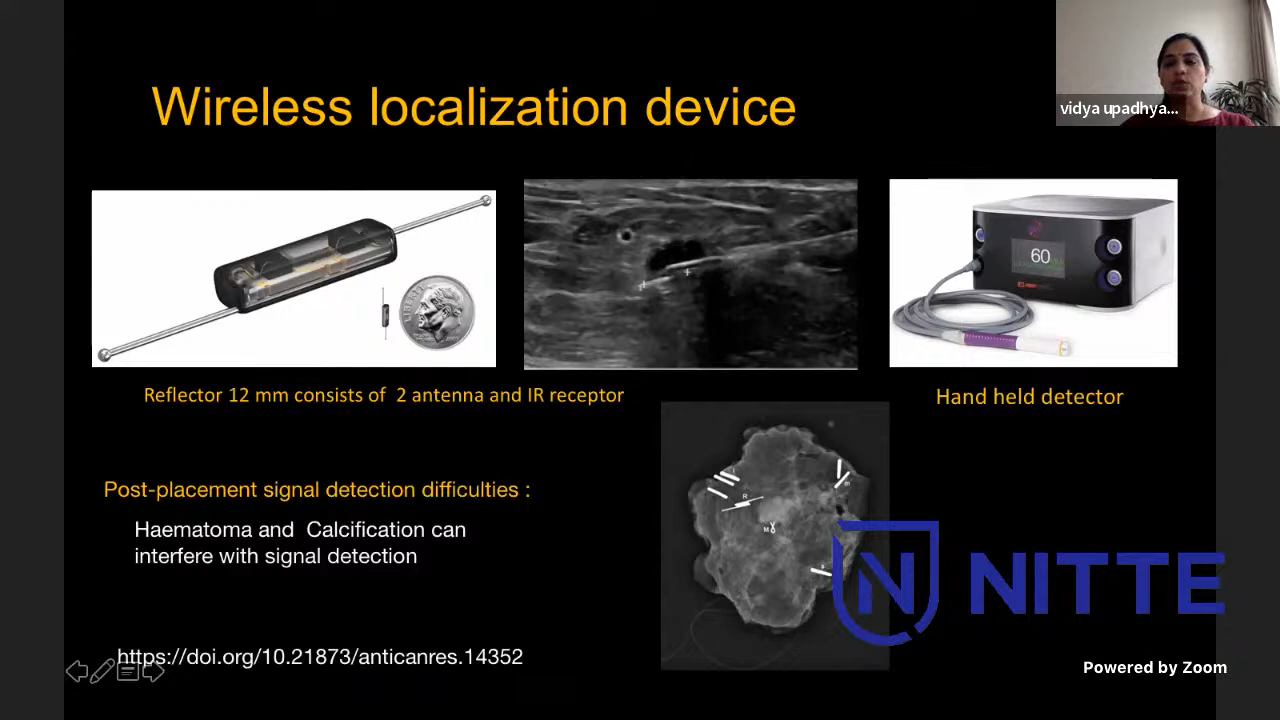 Wireless localization device
vidya upadhya...
LIBERTY
60
Reflector 12 mm consists of 2 antenna and IR receptor
Hand held detector
Post-placement signal detection difficulties :
Haematoma and Calcification can
interfere with signal detection
R
M
NITTE
https://doi.org/10.21873/anticanres.14352
Powered by Zoom